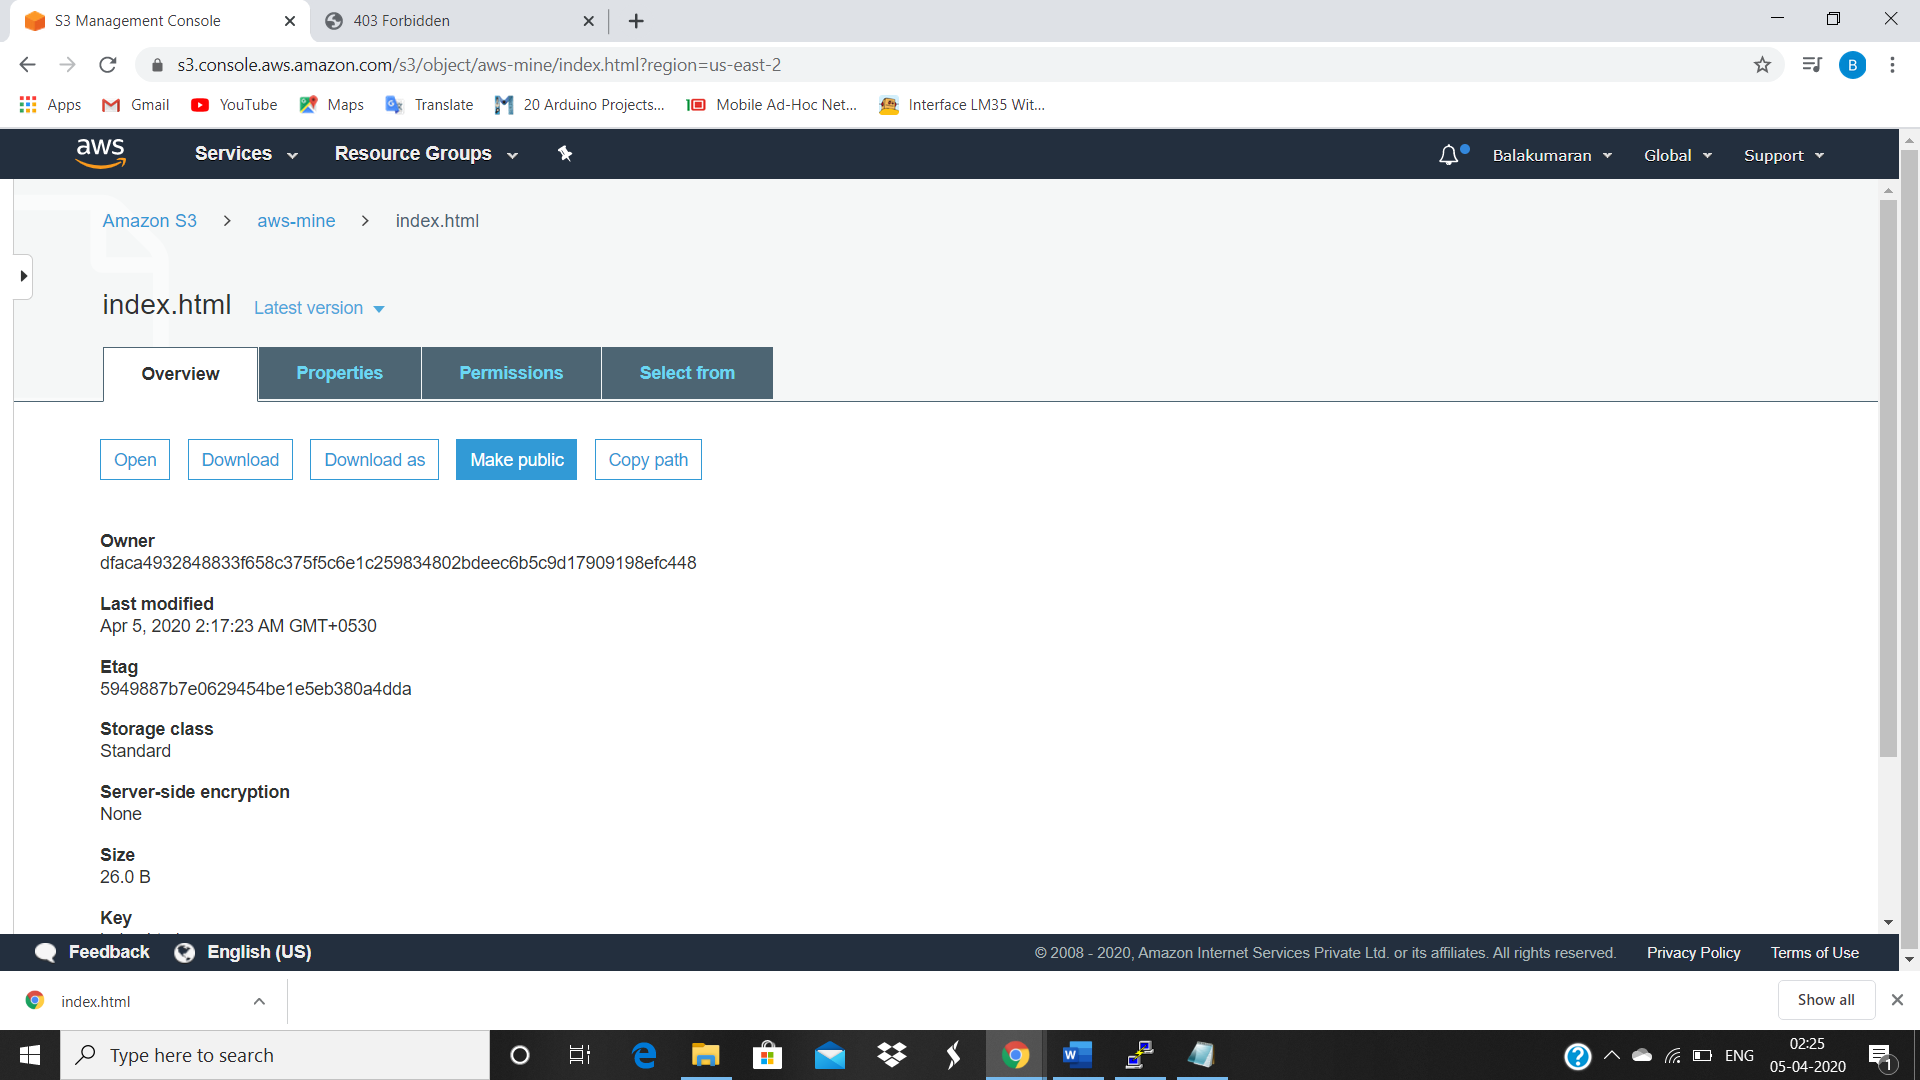 S3 Management Console
403 Forbidden
s3.console.aws.amazon.com/s3/object/aws-mine/index.html?region=us-east-2
B
Apps
Gmail
YouTube
Maps
Translate
20 Arduino Projects...
Mobile Ad-Hoc Net...
Interface LM35 Wit...
aws
Services
Resource Groups
Balakumaran
Global
Support
Amazon S3 > aws-mine > index.html
index.html
Latest version
Overview
Properties
Permissions
Select from
Open
Download
Download as
Make public
Copy path
Owner
dfaca4932848833f658c375f5c6e1c259834802bdeec6b5c9d17909198efc448
Last modified
Apr 5, 2020 2:17:23 AM GMT+0530
Etag
5949887b7e0629454be1e5eb380a4dda
Storage class
Standard
Server-side encryption
None
Size
26.0 B
Key
Feedback
English (US)
© 2008 - 2020, Amazon Internet Services Private Ltd. or its affiliates. All rights reserved.
Privacy Policy
Terms of Use
index.html
Show all
Type here to search
ENG
02:25
05-04-2020
1